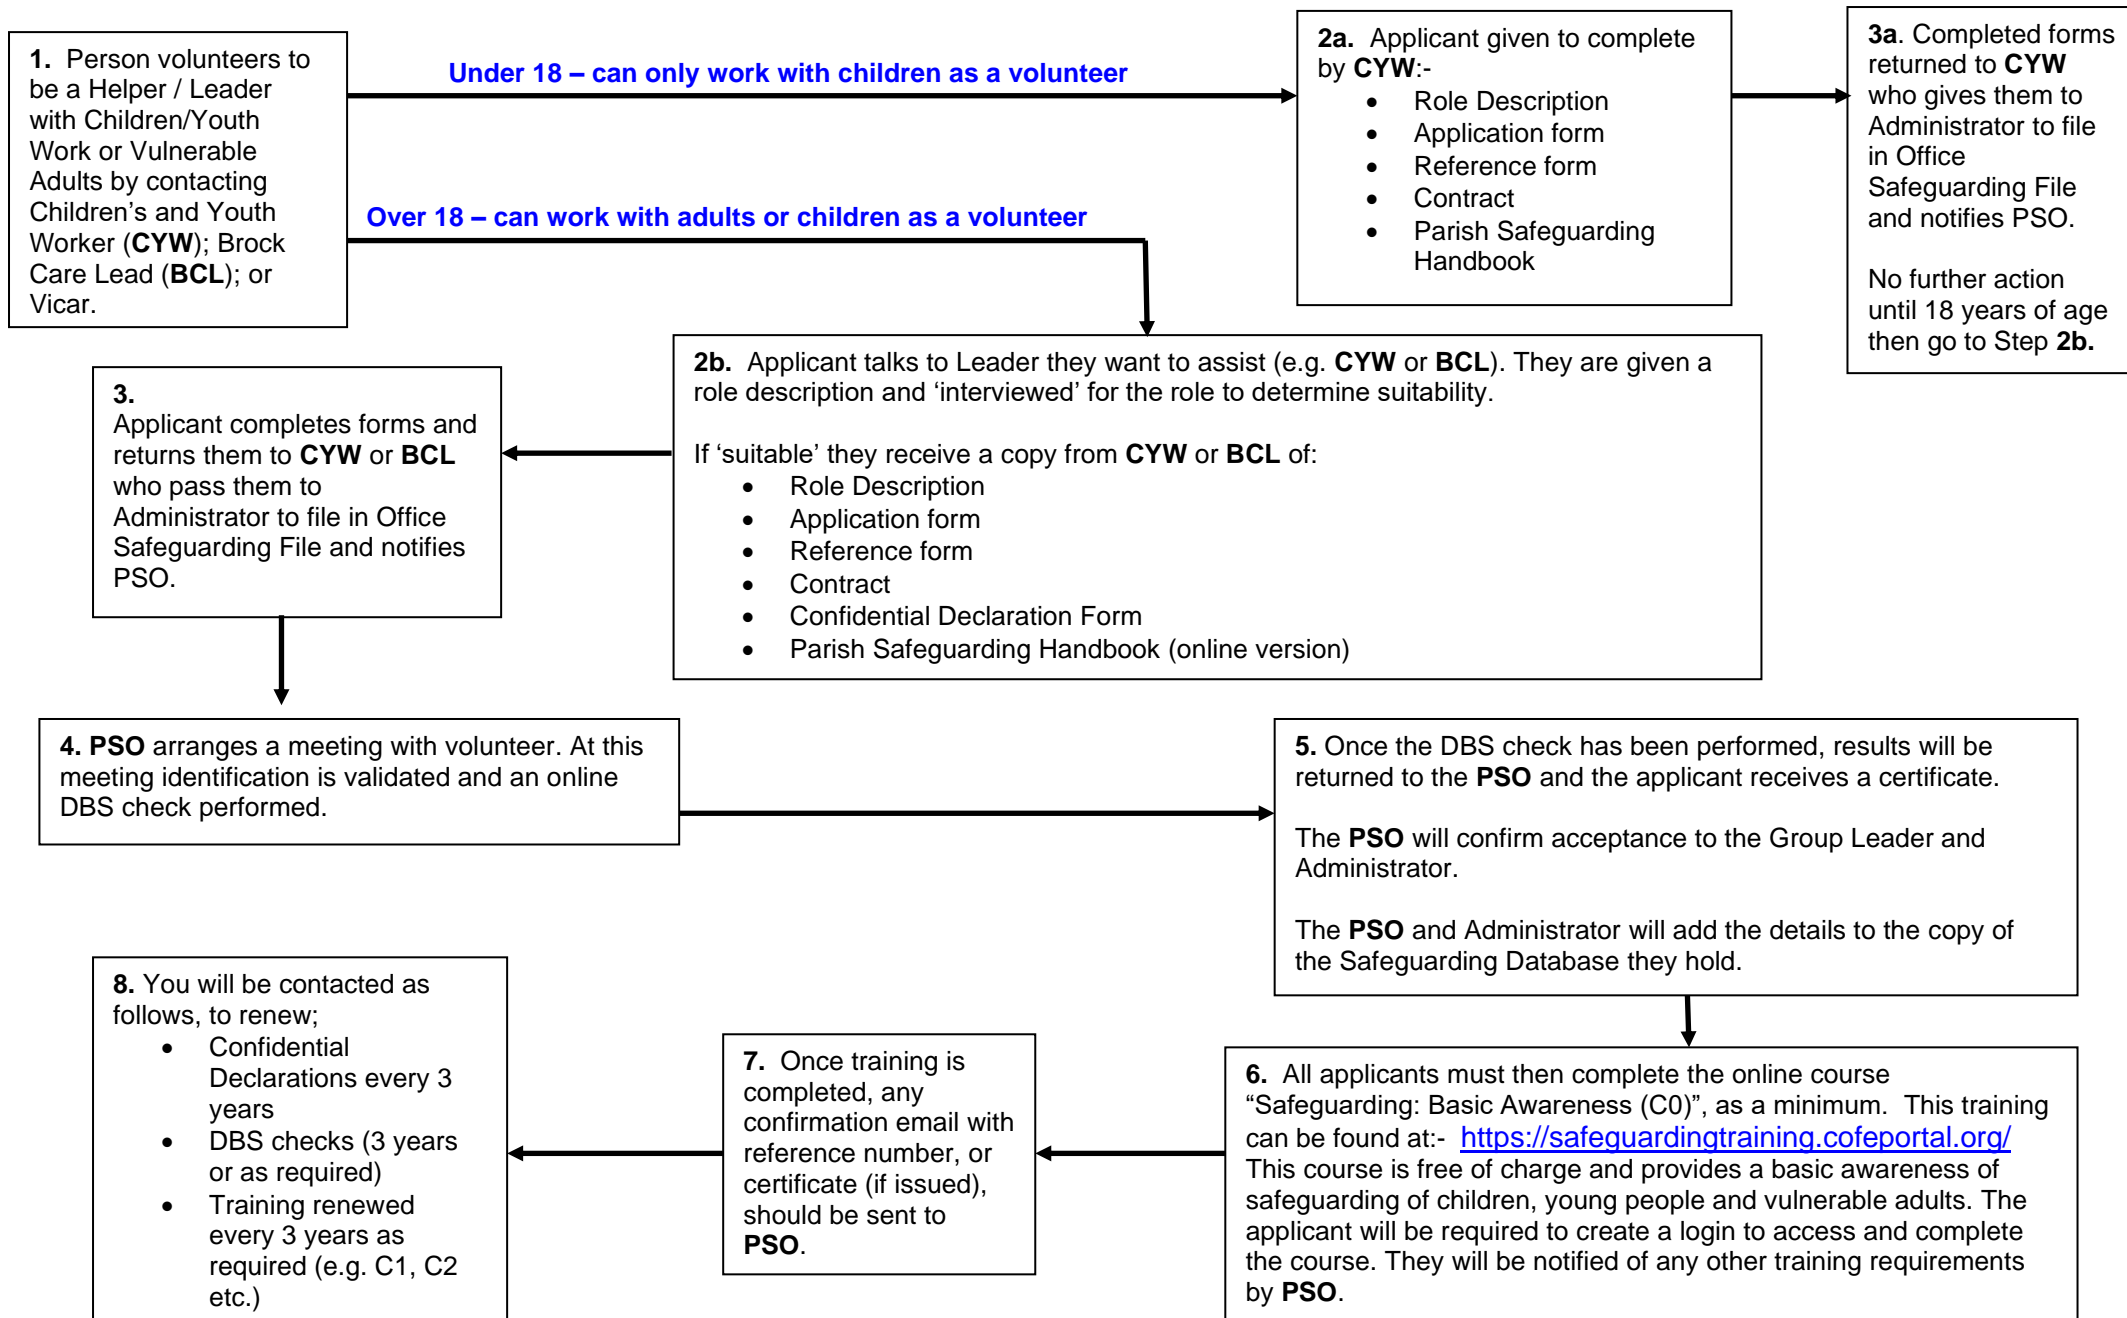 1. Person volunteers to
be a Helper / Leader
with Children/Youth
Work or Vulnerable
Adults by contacting
Children’s and Youth
Worker (CYW); Brock
Care Lead (BCL); or
Vicar.
Under 18 – can only work with children as a volunteer
Over 18 – can work with adults or children as a volunteer
2a. Applicant given to complete
by CYW:-
• Role Description
• Application form
• Reference form
• Contract
• Parish Safeguarding
Handbook
3a. Completed forms
returned to CYW
who gives them to
Administrator to file
in Office
Safeguarding File
and notifies PSO.
No further action
until 18 years of age
then go to Step 2b.
2b. Applicant talks to Leader they want to assist (e.g. CYW or BCL). They are given a
role description and ‘interviewed’ for the role to determine suitability.
If ‘suitable’ they receive a copy from CYW or BCL of:
• Role Description
• Application form
• Reference form
• Contract
• Confidential Declaration Form
• Parish Safeguarding Handbook (online version)
3.
Applicant completes forms and
returns them to CYW or BCL
who pass them to
Administrator to file in Office
Safeguarding File and notifies
PSO.
4. PSO arranges a meeting with volunteer. At this
meeting identification is validated and an online
DBS check performed.
5. Once the DBS check has been performed, results will be
returned to the PSO and the applicant receives a certificate.
The PSO will confirm acceptance to the Group Leader and
Administrator.
The PSO and Administrator will add the details to the copy of
the Safeguarding Database they hold.
6. All applicants must then complete the online course
“Safeguarding: Basic Awareness (C0)”, as a minimum. This training
can be found at:- https://safeguardingtraining.cofeportal.org/
This course is free of charge and provides a basic awareness of
safeguarding of children, young people and vulnerable adults. The
applicant will be required to create a login to access and complete
the course. They will be notified of any other training requirements
by PSO.
7. Once training is
completed, any
confirmation email with
reference number, or
certificate (if issued),
should be sent to
PSO.
8. You will be contacted as
follows, to renew;
• Confidential
Declarations every 3
years
• DBS checks (3 years
or as required)
• Training renewed
every 3 years as
required (e.g. C1, C2
etc.)